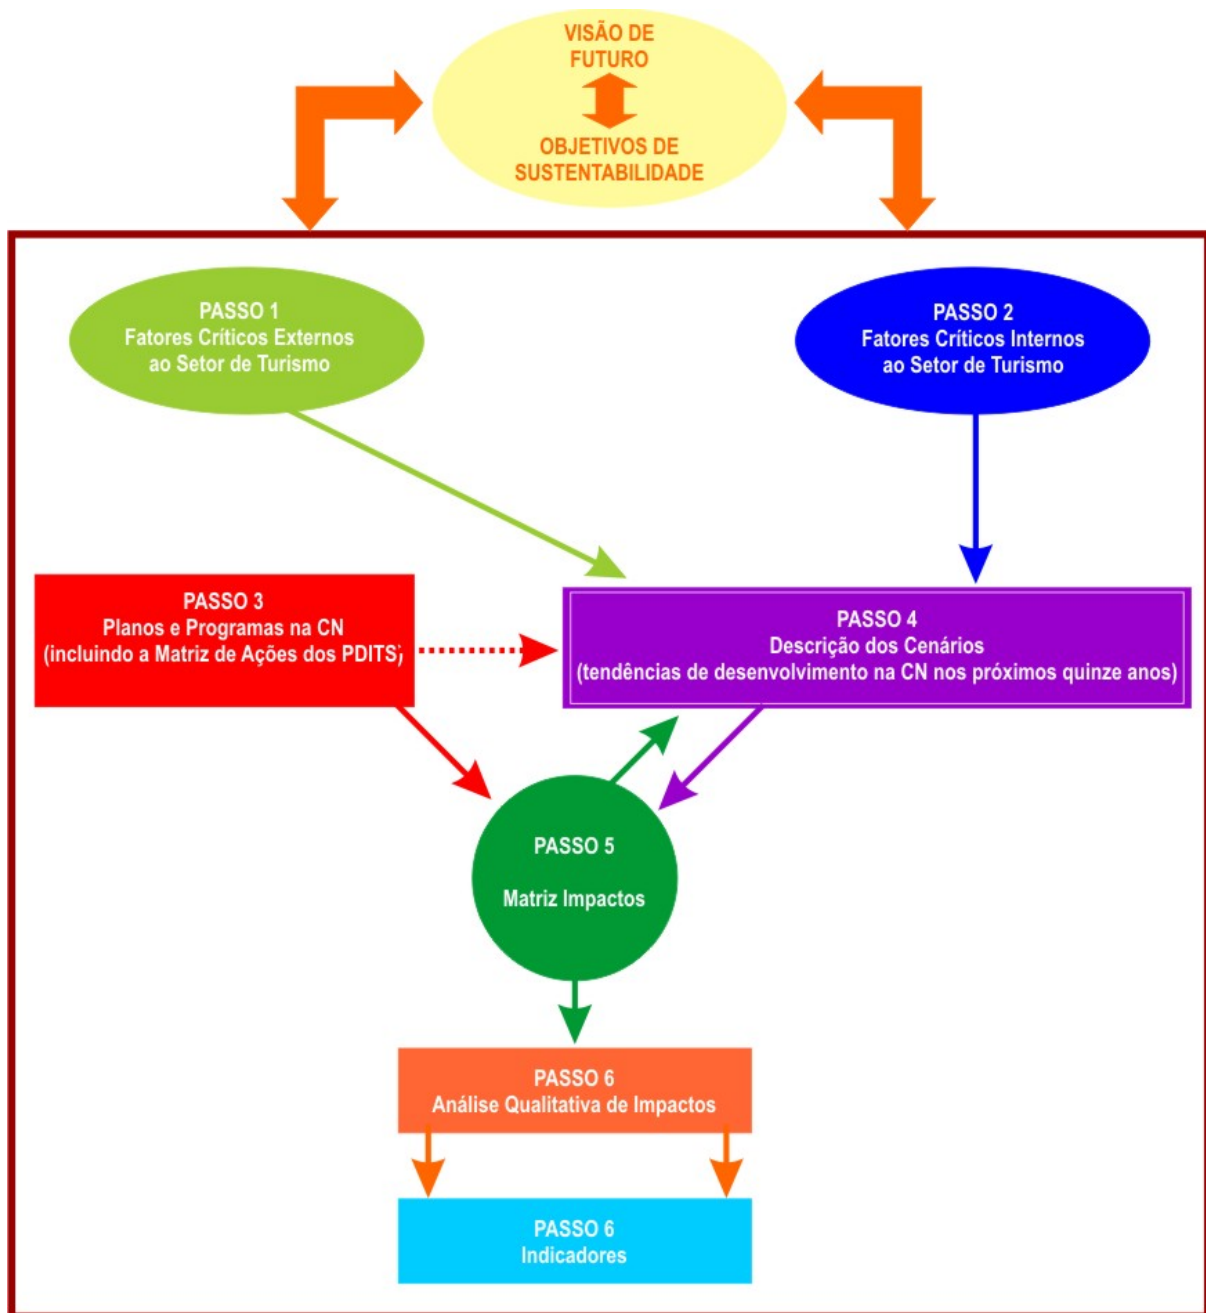 VISÃO DE
FUTURO
OBJETIVOS DE
SUSTENTABILIDADE
PASSO 1
Fatores Críticos Externos
ao Setor de Turismo
PASSO 2
Fatores Críticos Internos
ao Setor de Turismo
PASSO 3
Planos e Programas na CN
(incluindo a Matriz de Ações dos PDITS)
PASSO 4
Descrição dos Cenários
(tendências de desenvolvimento na CN nos próximos quinze anos)
PASSO 5
Matriz Impactos
PASSO 6
Análise Qualitativa de Impactos
PASSO 6
Indicadores